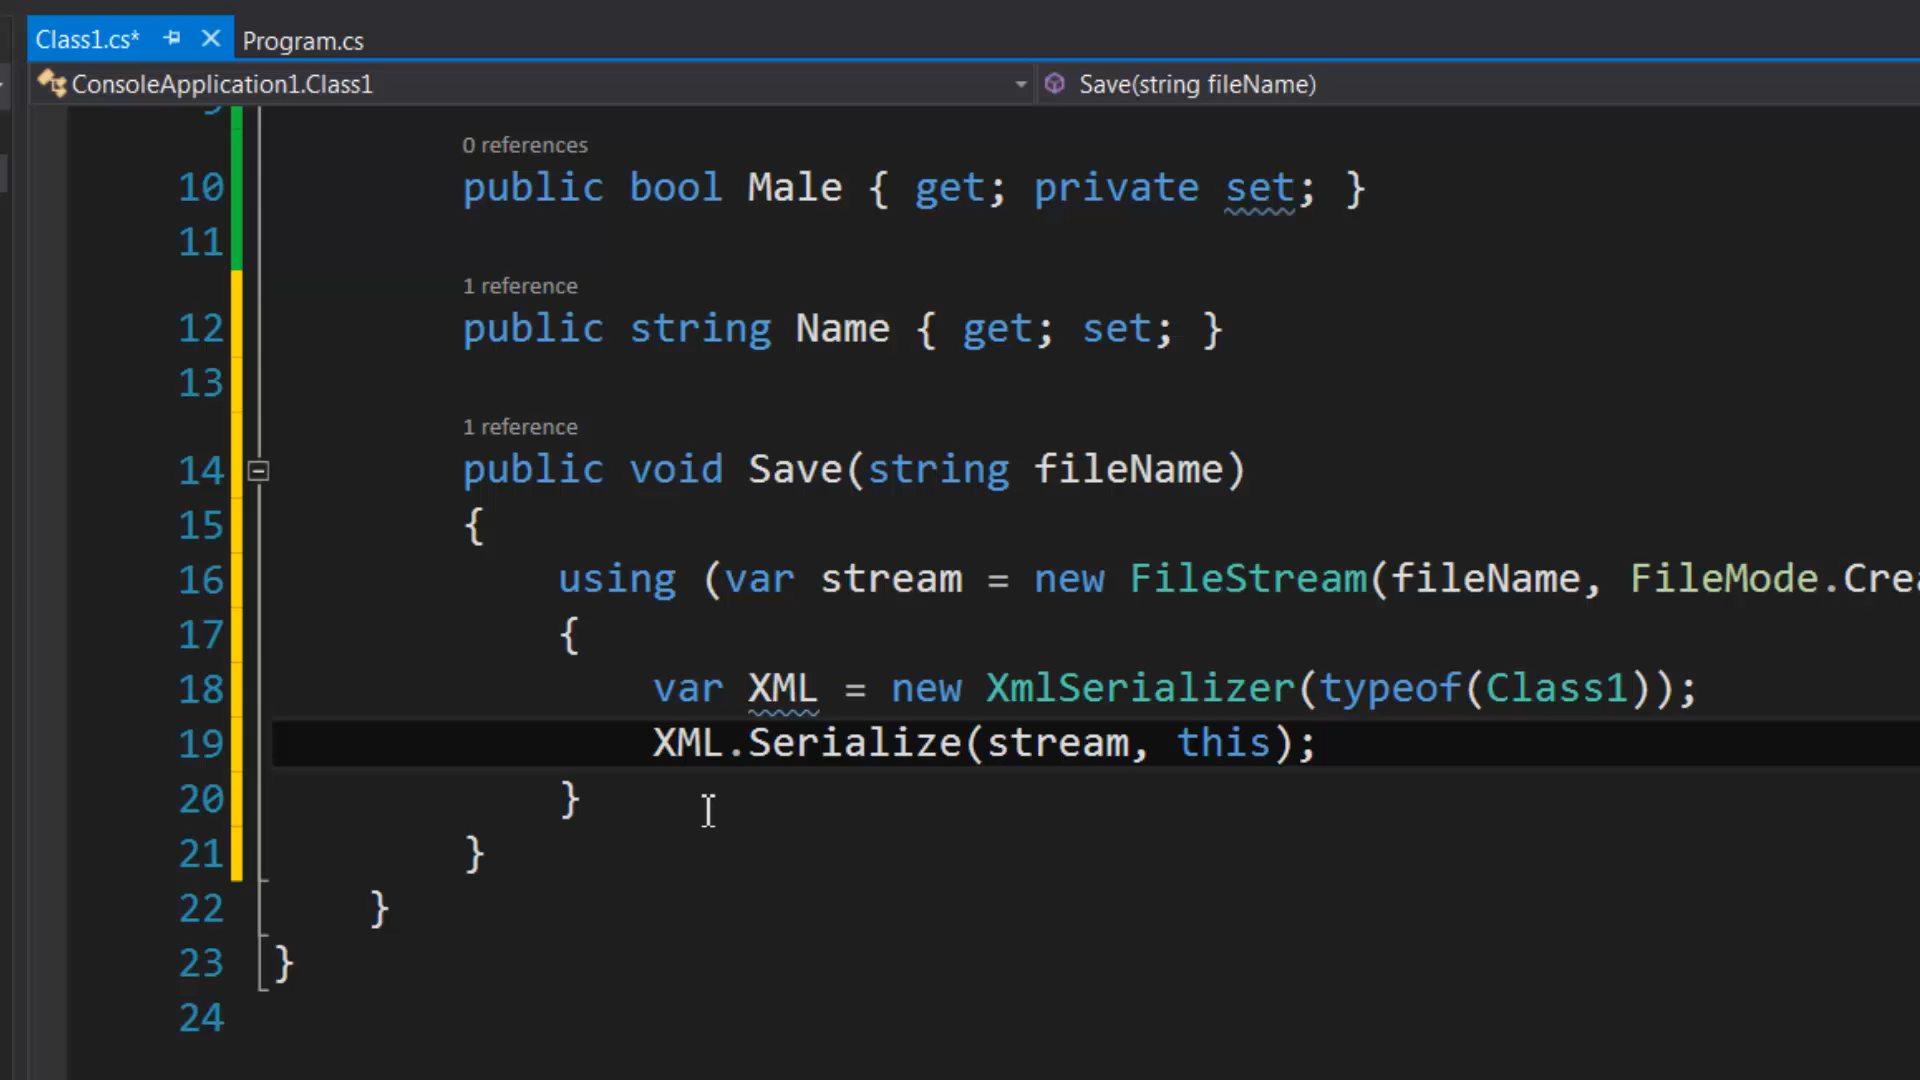 Class1.cs* Program.cs
ConsoleApplication1.Class1 Save(string fileName)
0 references
10 public bool Male { get; private set; }
11
1 reference
12 public string Name { get; set; }
13
1 reference
14 public void Save(string fileName)
15 {
16 using (var stream = new FileStream(fileName, FileMode.Crea
17 {
18 var XML = new XmlSerializer(typeof(Class1));
19 XML.Serialize(stream, this);
20 }
21 }
22 }
23 }
24